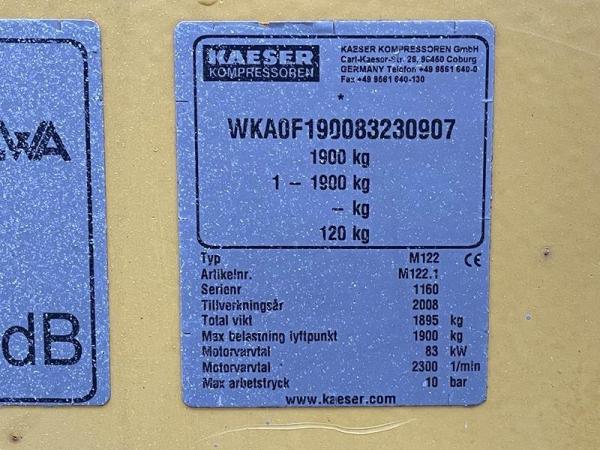 KAESER
KOMPRESSOREN
KAESER KOMPRESSOREN GmbH
Carl-Kaeser-Str. 26, 96450 Coburg
GERMANY Telefon +49 9561 640-0
Fax +49 9561 640-130
*
WKA0F190083230907
1900 kg
1 – 1900 kg
– kg
120 kg
Typ M122 CE
Artikelnr. M122.1
Serienr 1160
Tillverkningsår 2008
Total vikt 1895 kg
Max belastning lyftpunkt 1900 kg
Motorvarvtal 83 kW
Motorvarvtal 2300 1/min
Max arbetstryck 10 bar
www.kaeser.com
WA
dB